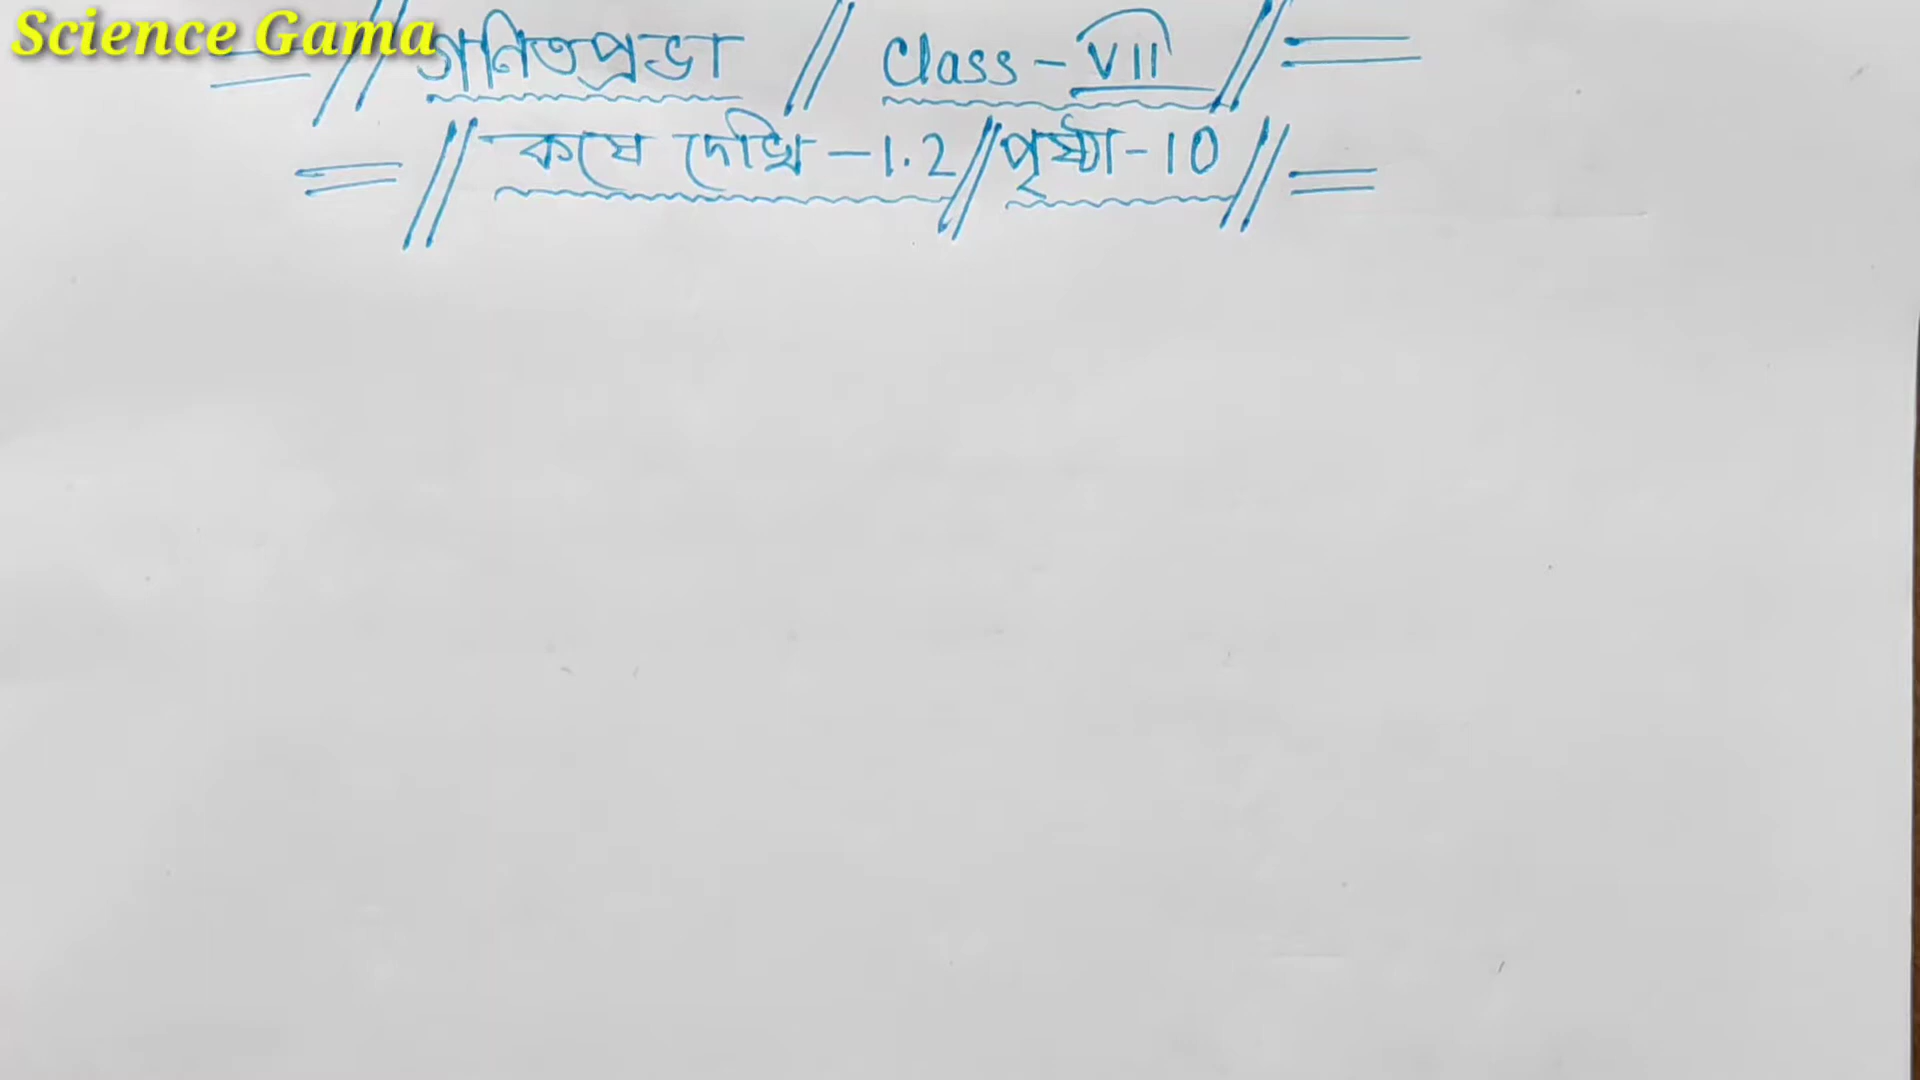 Science Gama
=// গনিতপ্রভা // Class - VII // =
=// কষে দেখি - 1.2 // পৃষ্ঠা - 10 // =